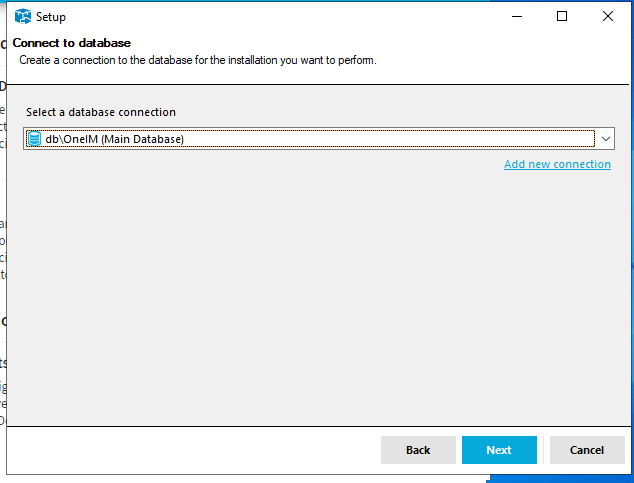 Setup
Connect to database
Create a connection to the database for the installation you want to perform.
Select a database connection
db\OneIM (Main Database)
Add new connection
Back
Next
Cancel